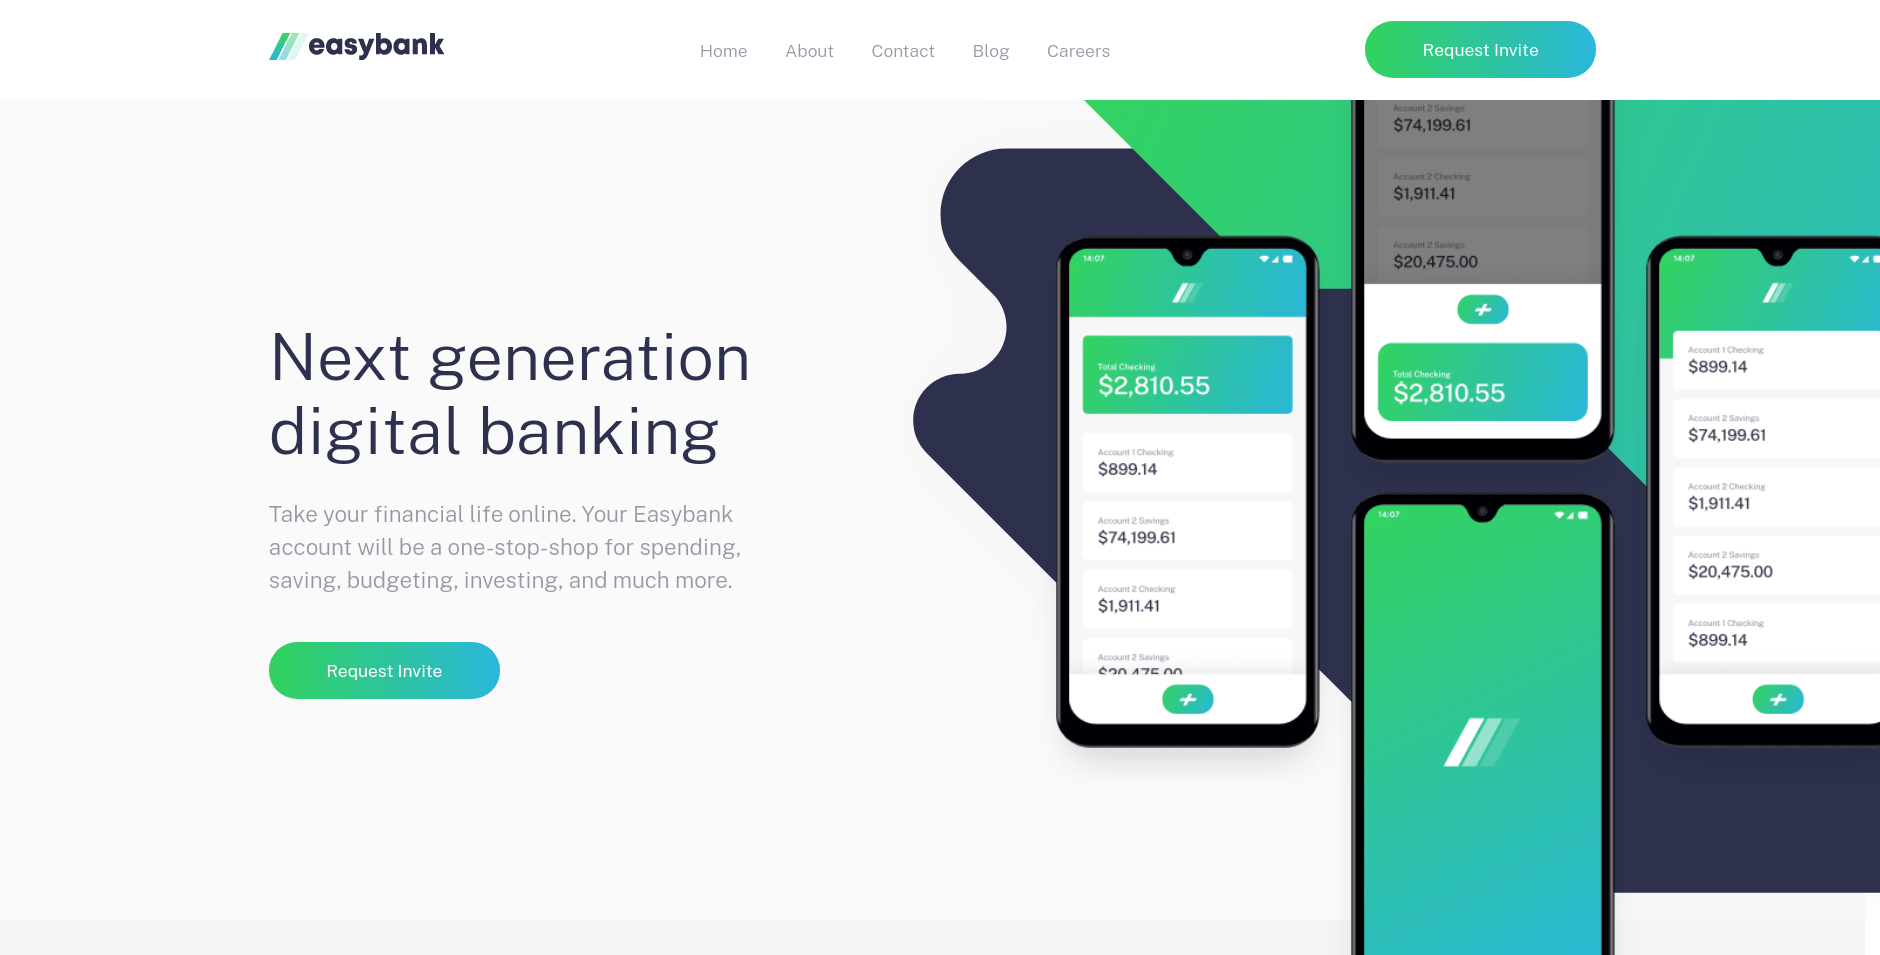 easybank
Home
About
Contact
Blog
Careers
Request Invite
Next generation
digital banking
Take your financial life online. Your Easybank
account will be a one-stop-shop for spending,
saving, budgeting, investing, and much more.
Request Invite
14:07
Total Checking
$2,810.55
Account 1 Checking
$899.14
Account 2 Savings
$74,199.61
Account 2 Checking
$1,911.41
Account 2 Savings
$20,475.00
Account 2 Savings
$74,199.61
Account 2 Checking
$1,911.41
Account 2 Savings
$20,475.00
Total Checking
$2,810.55
14:07
14:07
Account 1 Checking
$899.14
Account 2 Savings
$74,199.61
Account 2 Checking
$1,911.41
Account 2 Savings
$20,475.00
Account 1 Checking
$899.14